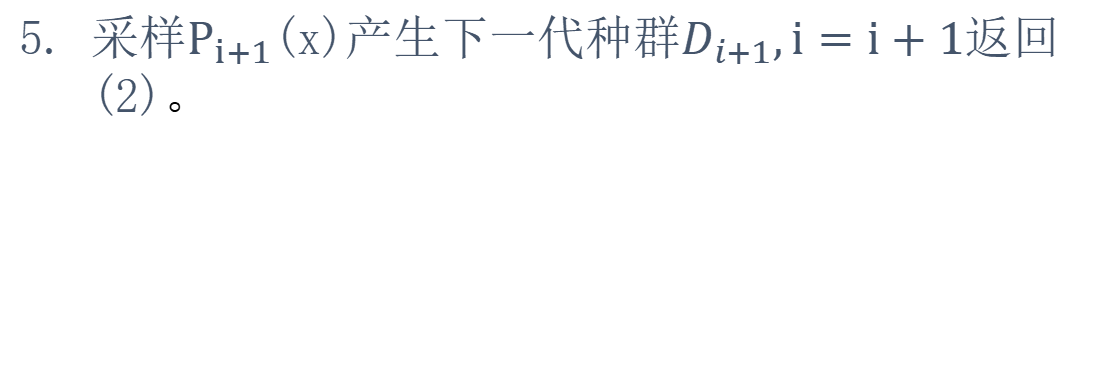 5. 采样P_{i+1}(x)产生下一代种群D_{i+1}, i = i + 1返回
(2)。